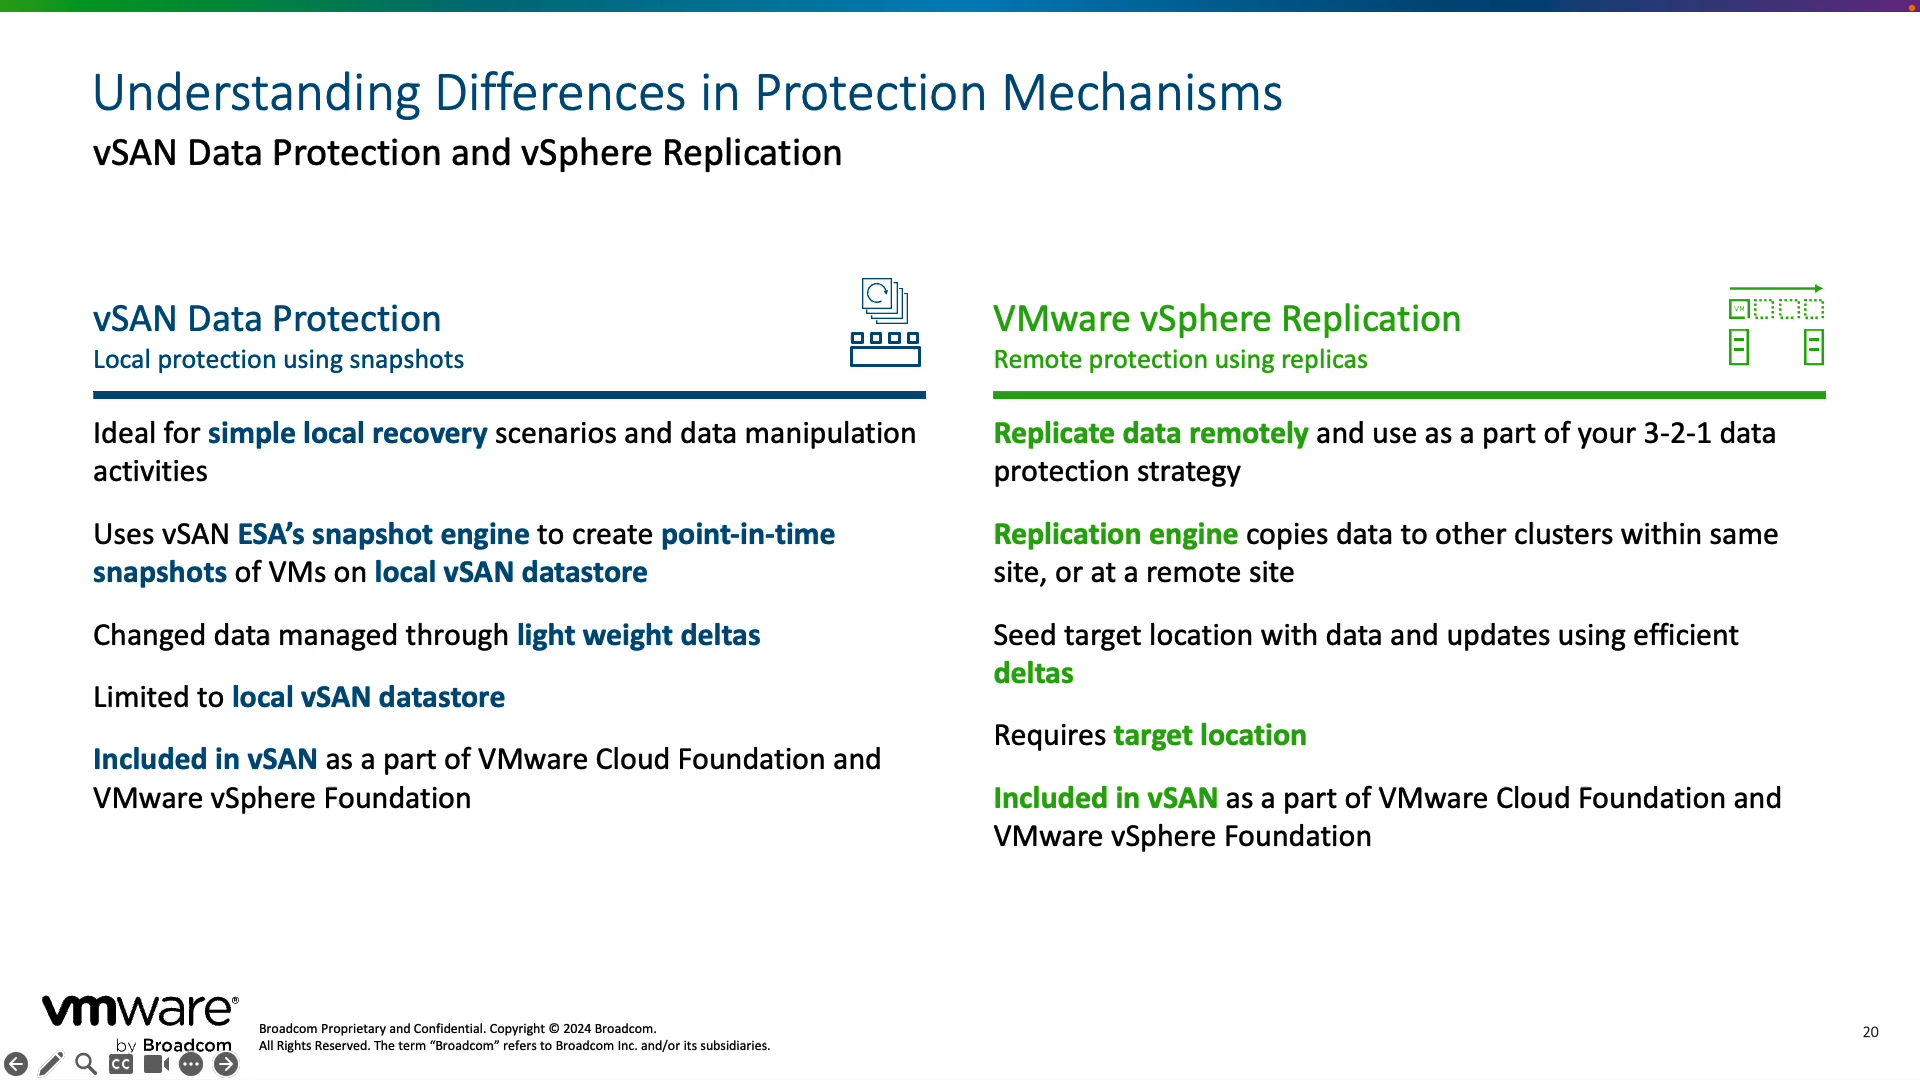 Understanding Differences in Protection Mechanisms
vSAN Data Protection and vSphere Replication
vSAN Data Protection
Local protection using snapshots
Ideal for simple local recovery scenarios and data manipulation
activities
Uses vSAN ESA’s snapshot engine to create point-in-time
snapshots of VMs on local vSAN datastore
Changed data managed through light weight deltas
Limited to local vSAN datastore
Included in vSAN as a part of VMware Cloud Foundation and
VMware vSphere Foundation
VMware vSphere Replication
Remote protection using replicas
VM
Replicate data remotely and use as a part of your 3-2-1 data
protection strategy
Replication engine copies data to other clusters within same
site, or at a remote site
Seed target location with data and updates using efficient
deltas
Requires target location
Included in vSAN as a part of VMware Cloud Foundation and
VMware vSphere Foundation
vmware®
by Broadcom
Broadcom Proprietary and Confidential. Copyright © 2024 Broadcom.
All Rights Reserved. The term “Broadcom” refers to Broadcom Inc. and/or its subsidiaries.
20
CC